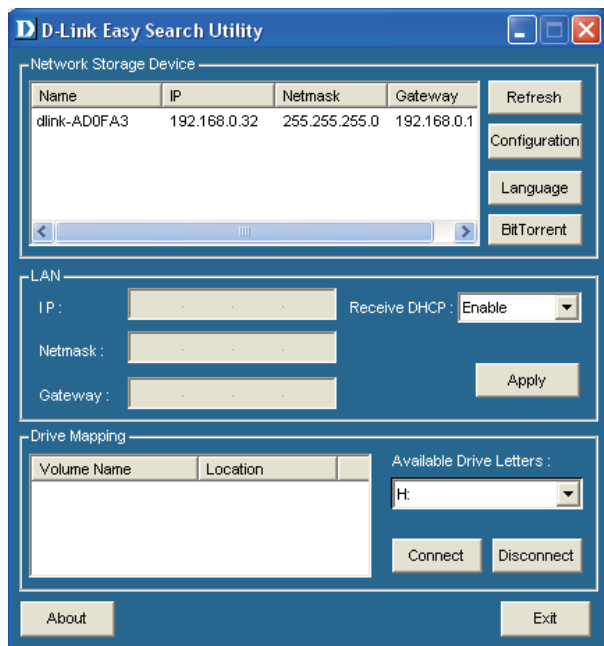 D D-Link Easy Search Utility
Network Storage Device
Name IP Netmask Gateway
dlink-AD0FA3 192.168.0.32 255.255.255.0 192.168.0.1
Refresh
Configuration
Language
BitTorrent
LAN
IP :
Receive DHCP : Enable
Netmask :
Gateway :
Apply
Drive Mapping
Volume Name Location
Available Drive Letters :
H:
Connect Disconnect
About Exit